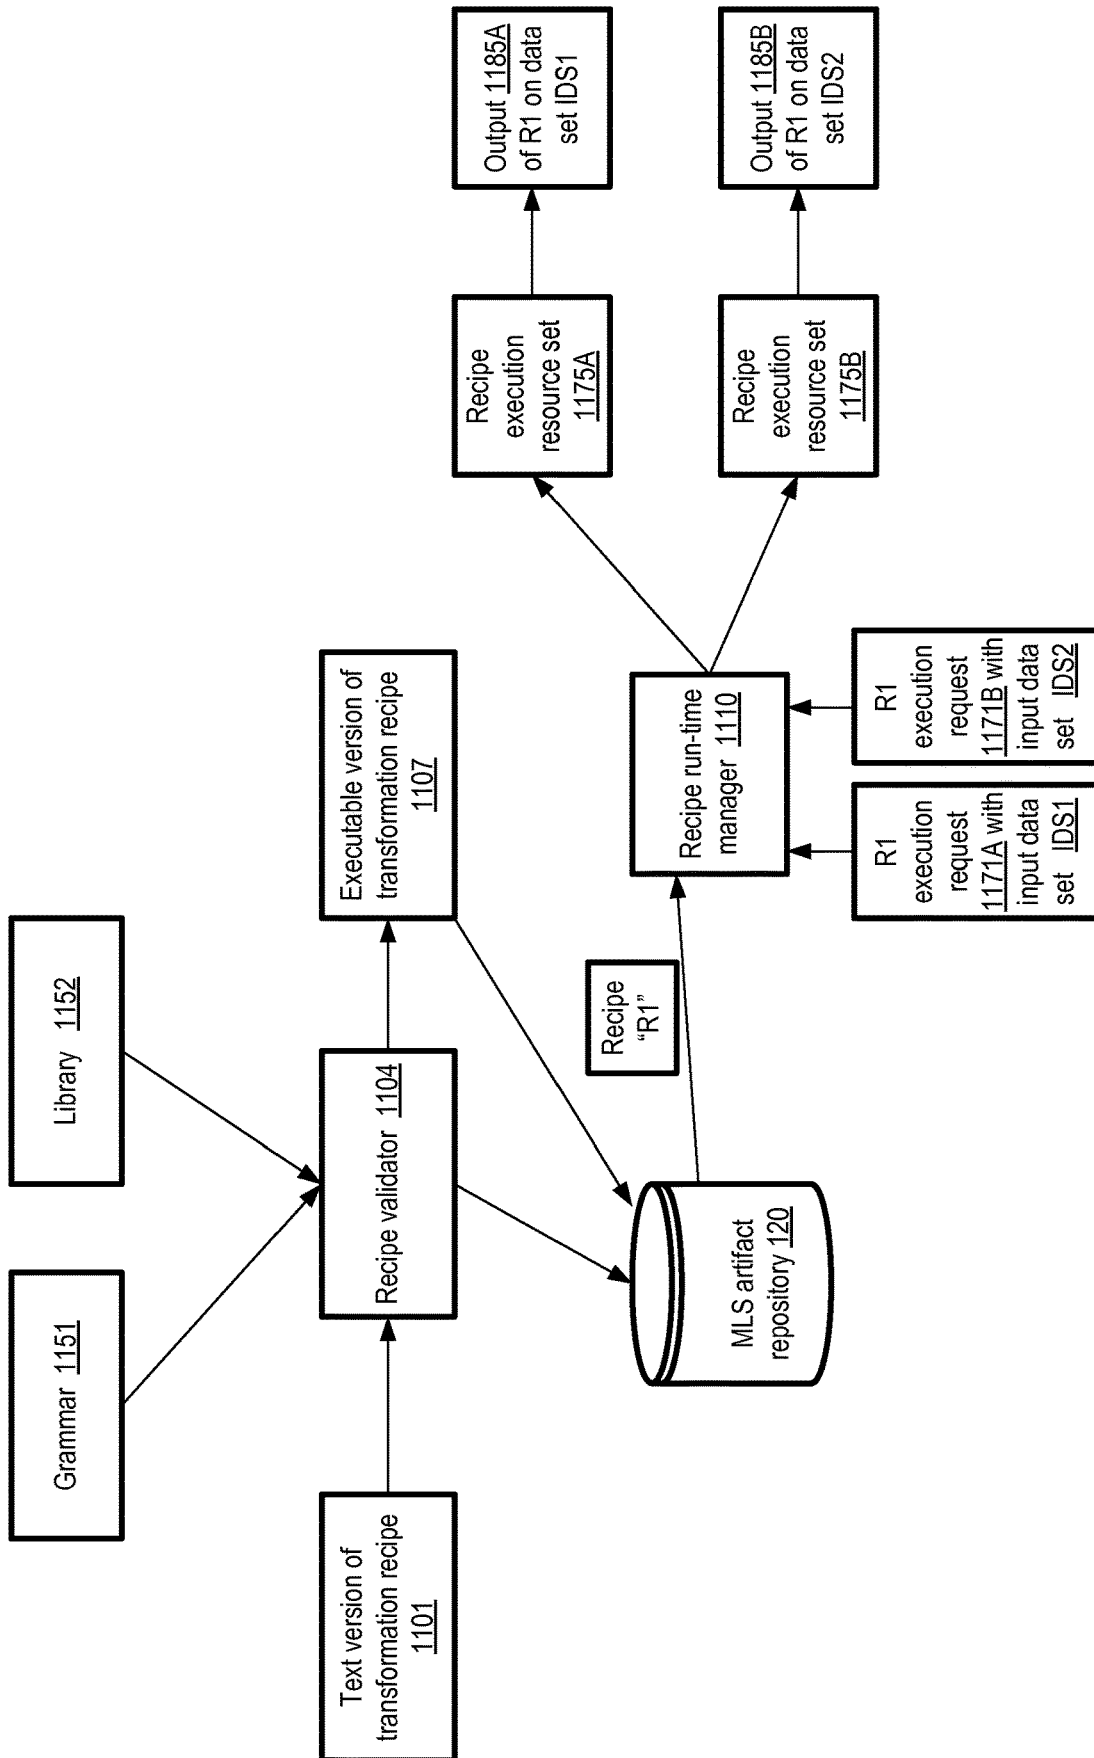 Grammar 1151
Library 1152
Text version of
transformation recipe
1101
Recipe validator 1104
Executable version of
transformation recipe
1107
MLS artifact
repository 120
Recipe
“R1”
Recipe run-time
manager 1110
R1
execution
request
1171A with
input data
set IDS1
R1
execution
request
1171B with
input data
set IDS2
Recipe
execution
resource set
1175A
Output 1185A
of R1 on data
set IDS1
Recipe
execution
resource set
1175B
Output 1185B
of R1 on data
set IDS2